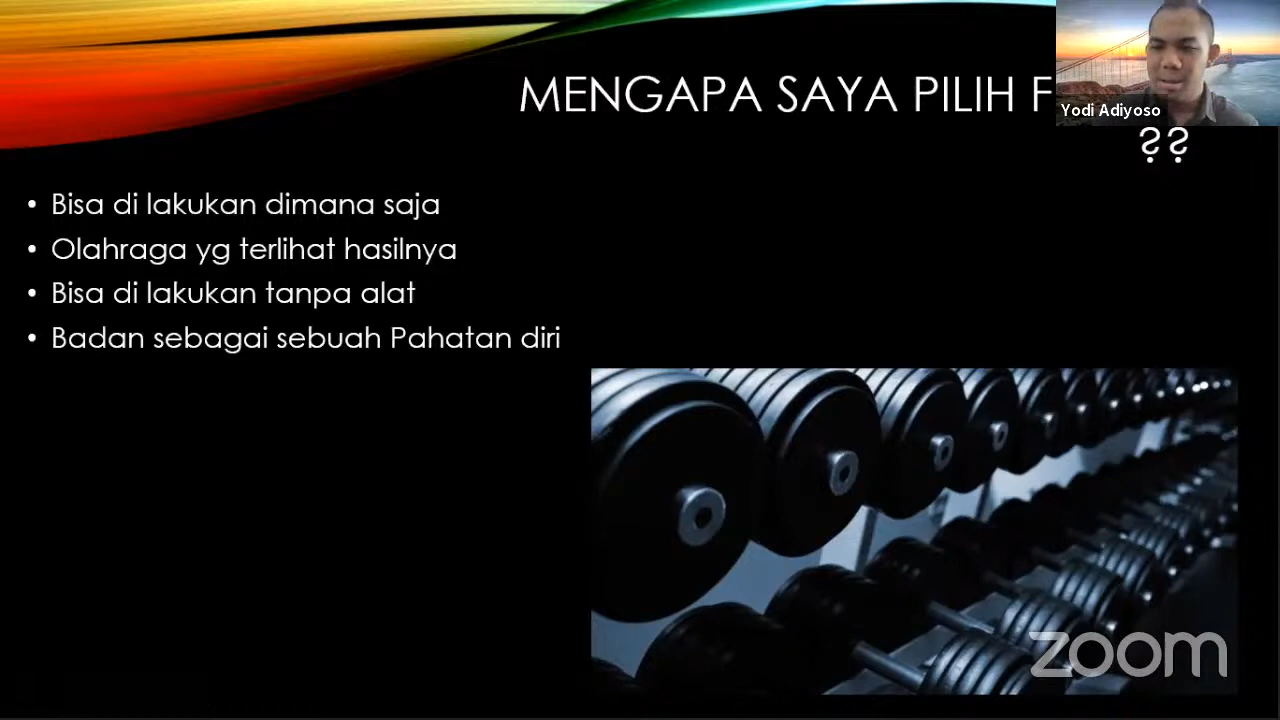 MENGAPA SAYA PILIH F
??
Yodi Adiyoso
• Bisa di lakukan dimana saja
• Olahraga yg terlihat hasilnya
• Bisa di lakukan tanpa alat
• Badan sebagai sebuah Pahatan diri
zoom